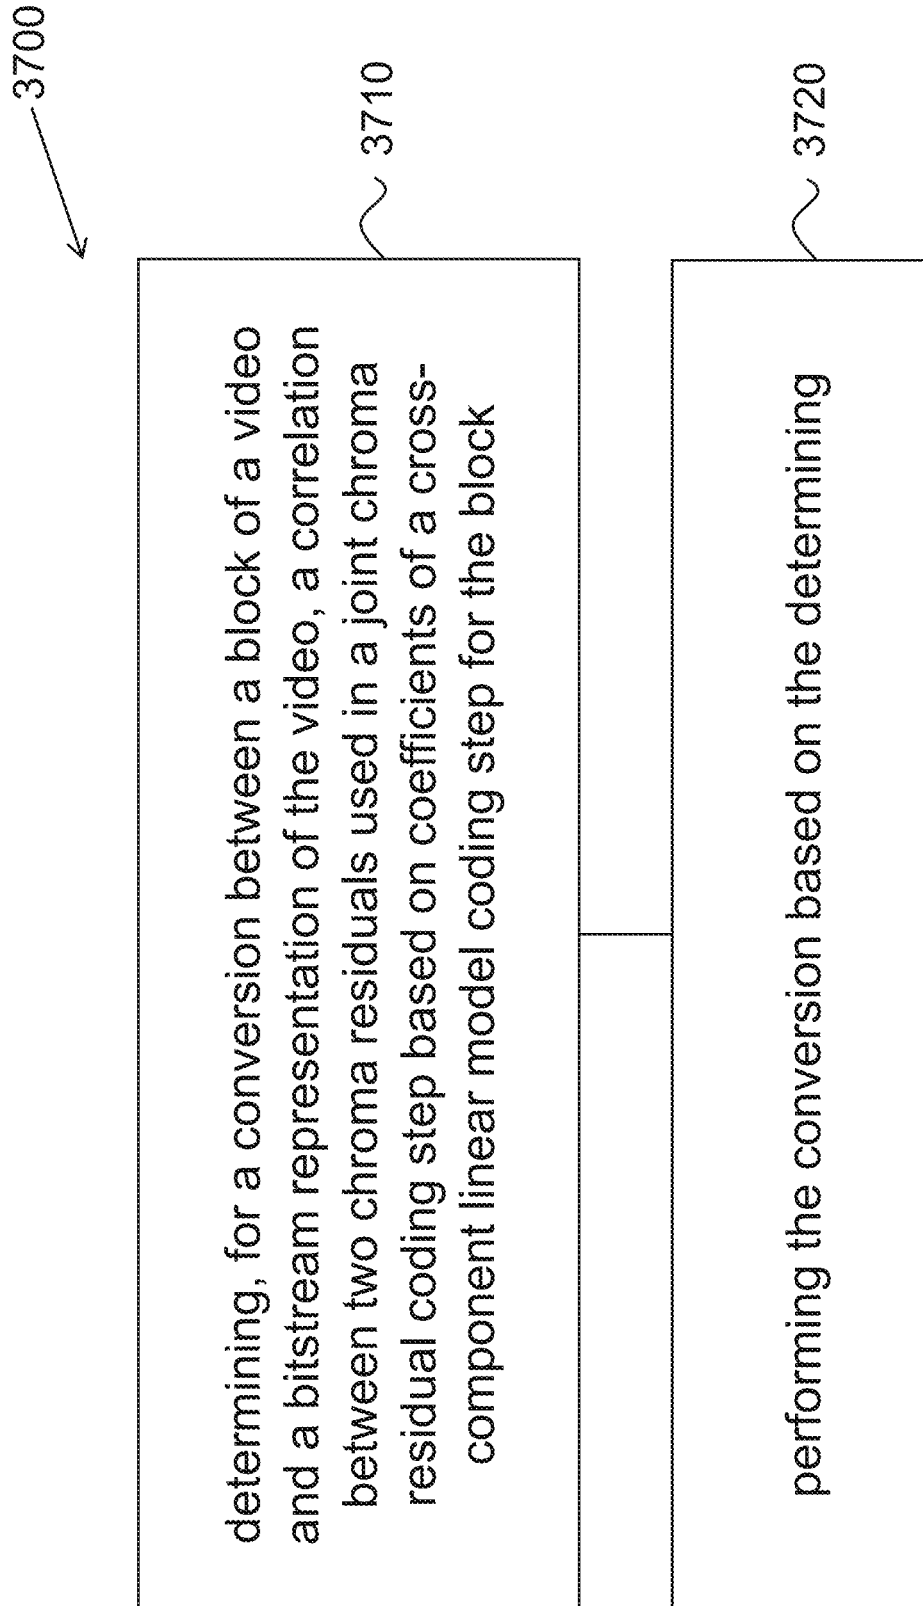 3700
determining, for a conversion between a block of a video
and a bitstream representation of the video, a correlation
between two chroma residuals used in a joint chroma
residual coding step based on coefficients of a cross-
component linear model coding step for the block
3710
performing the conversion based on the determining
3720